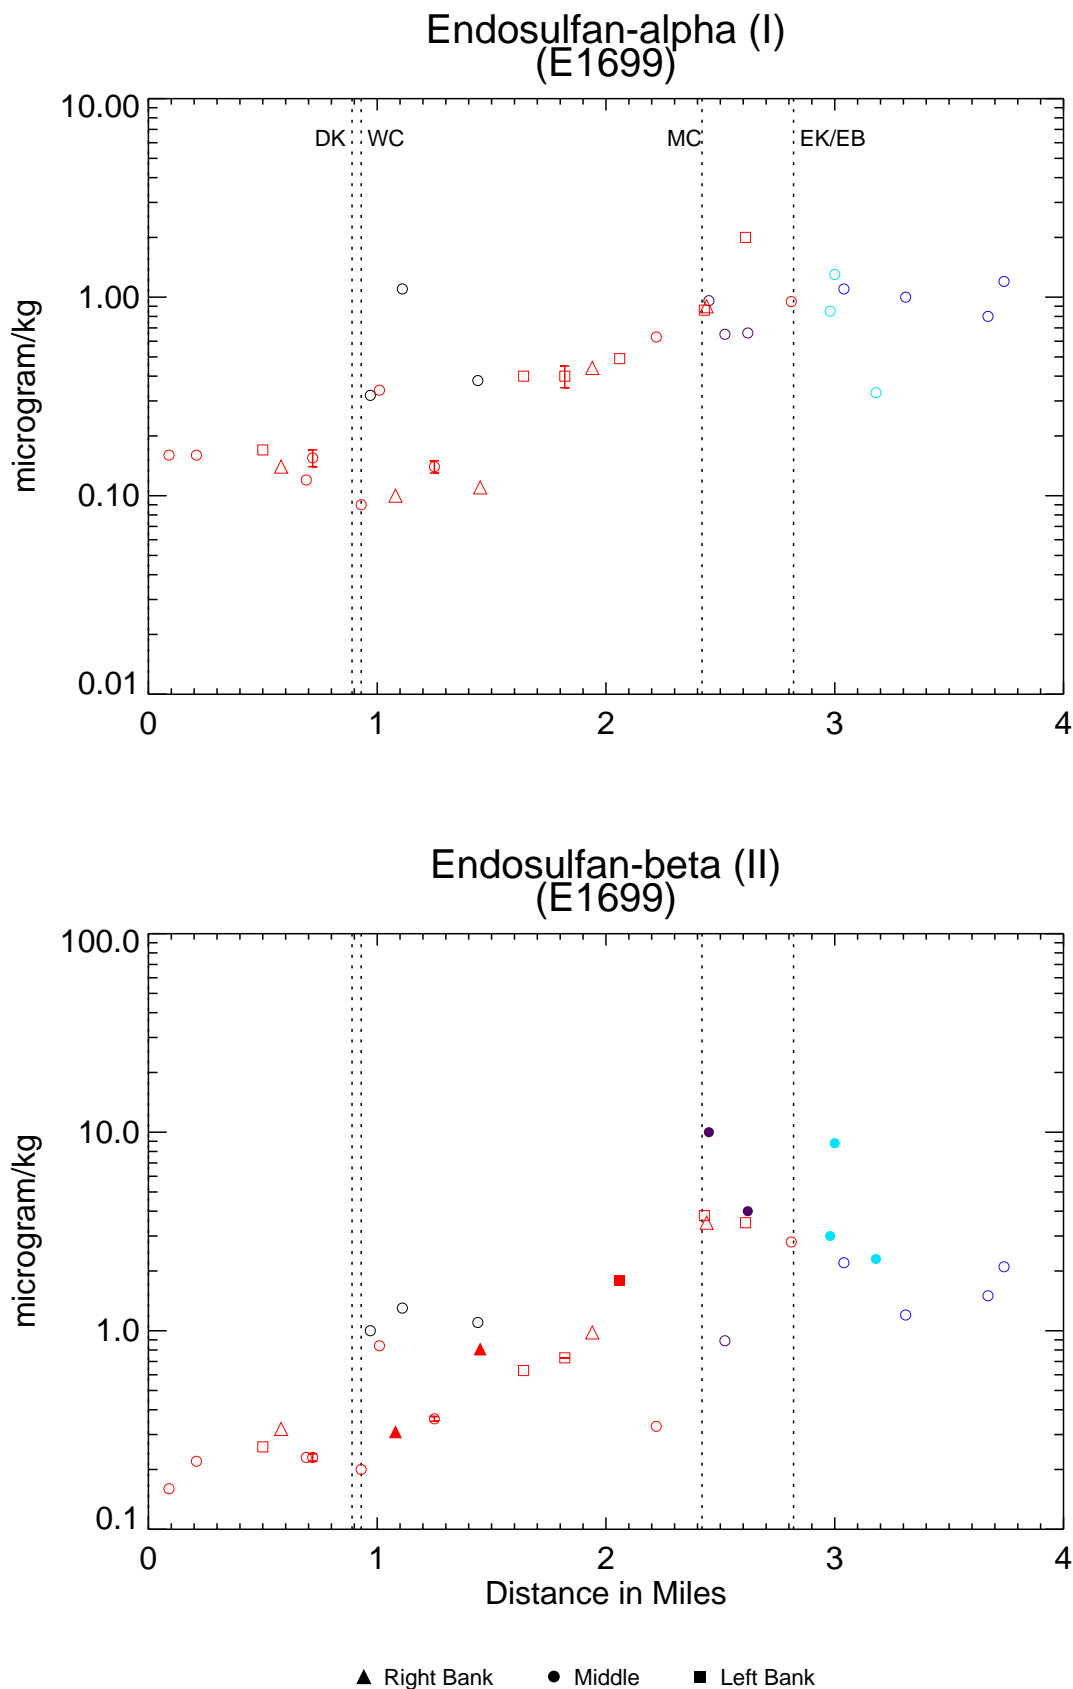 Endosulfan-alpha (I)
(E1699)
10.00
DK WC MC EK/EB
1.00
microgram/kg
0.10
0.01
0 1 2 3 4
Endosulfan-beta (II)
(E1699)
100.0
10.0
microgram/kg
1.0
0.1
0 1 2 3 4
Distance in Miles
Right Bank Middle Left Bank